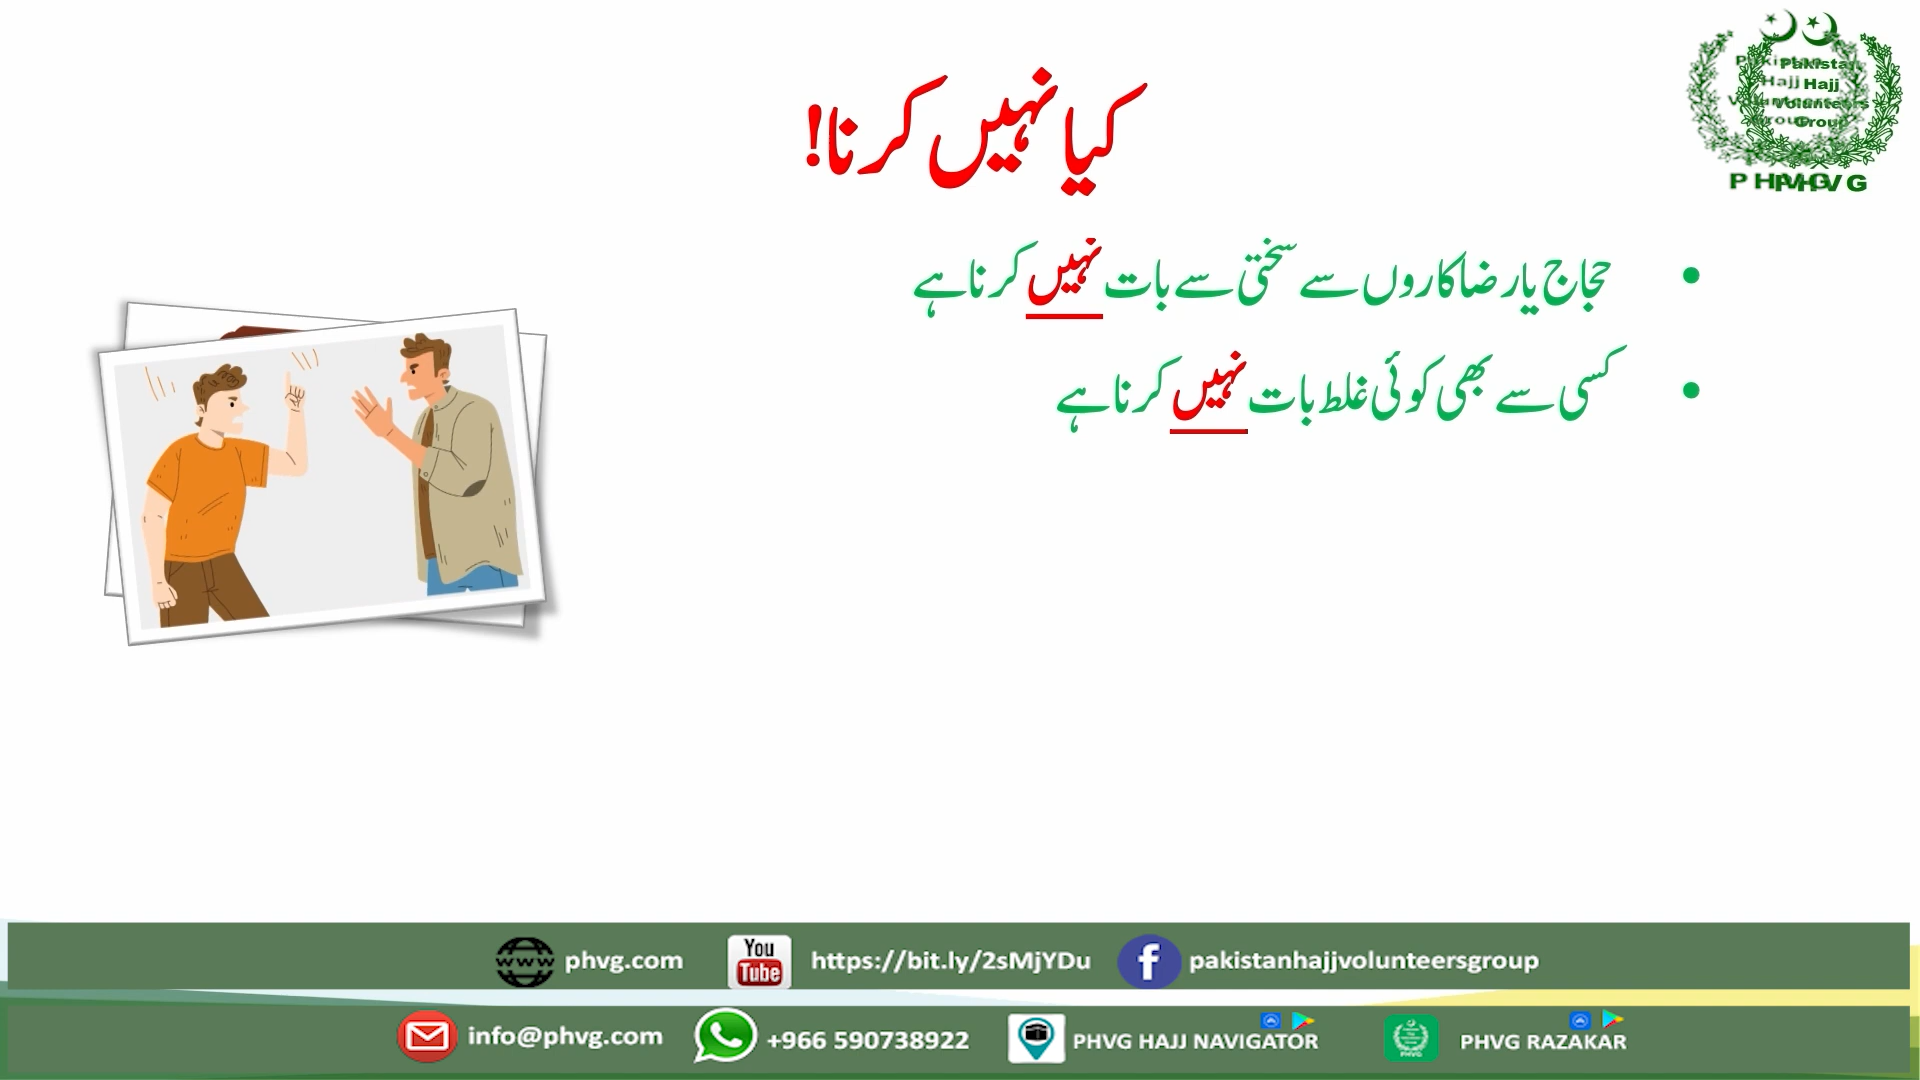 Pakistan
Hajj
Volunteers
Group
PHVG
کیا نہیں کرنا!
• حجاج یا رضاکاروں سے سختی سے بات نہیں کرنا ہے
• کسی سے بھی کوئی غلط بات نہیں کرنا ہے
phvg.com You Tube https://bit.ly/2sMjYDu pakistanhajjvolunteersgroup
info@phvg.com +966 590738922 PHVG HAJJ NAVIGATOR PHVG RAZAKAR